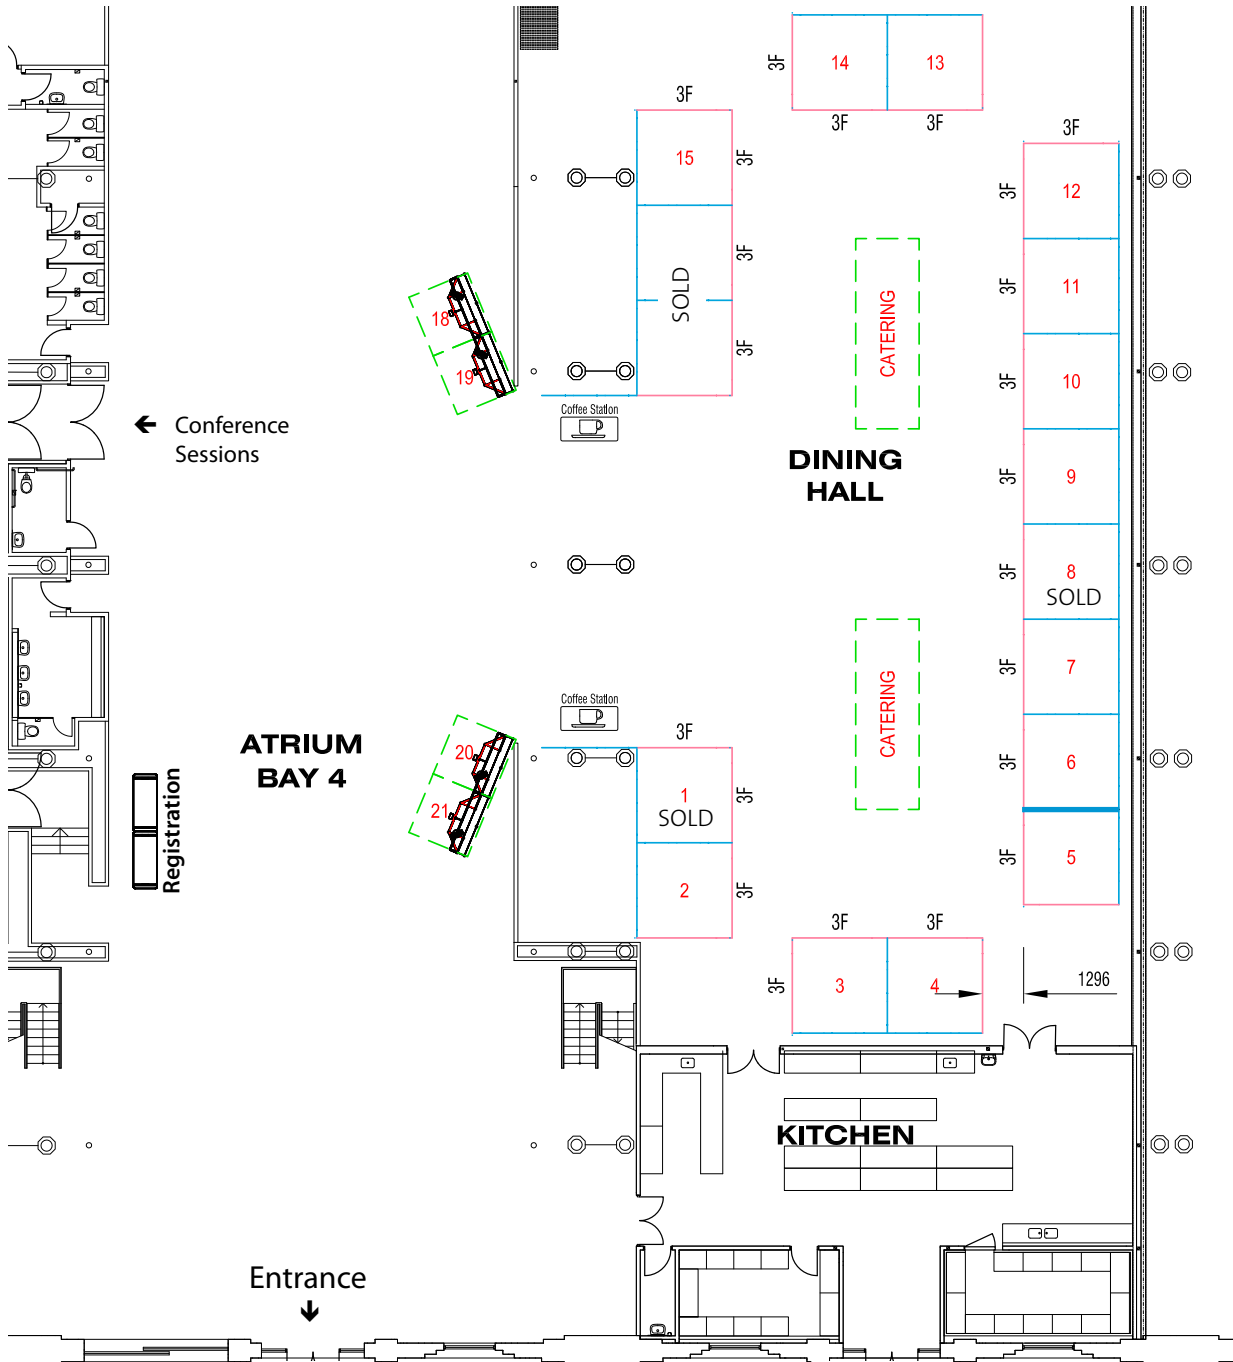 14
13
3F
3F
3F
3F
15
3F
3F
12
3F
3F
SOLD
3F
11
3F
3F
10
3F
18
19
CATERING
Coffee Station
← Conference
Sessions
DINING
HALL
9
3F
8
SOLD
3F
7
3F
CATERING
Coffee Station
6
3F
3F
20
21
ATRIUM
BAY 4
1
SOLD
3F
2
3F
5
3F
Registration
3F
3F
3
4
3F
1296
KITCHEN
Entrance